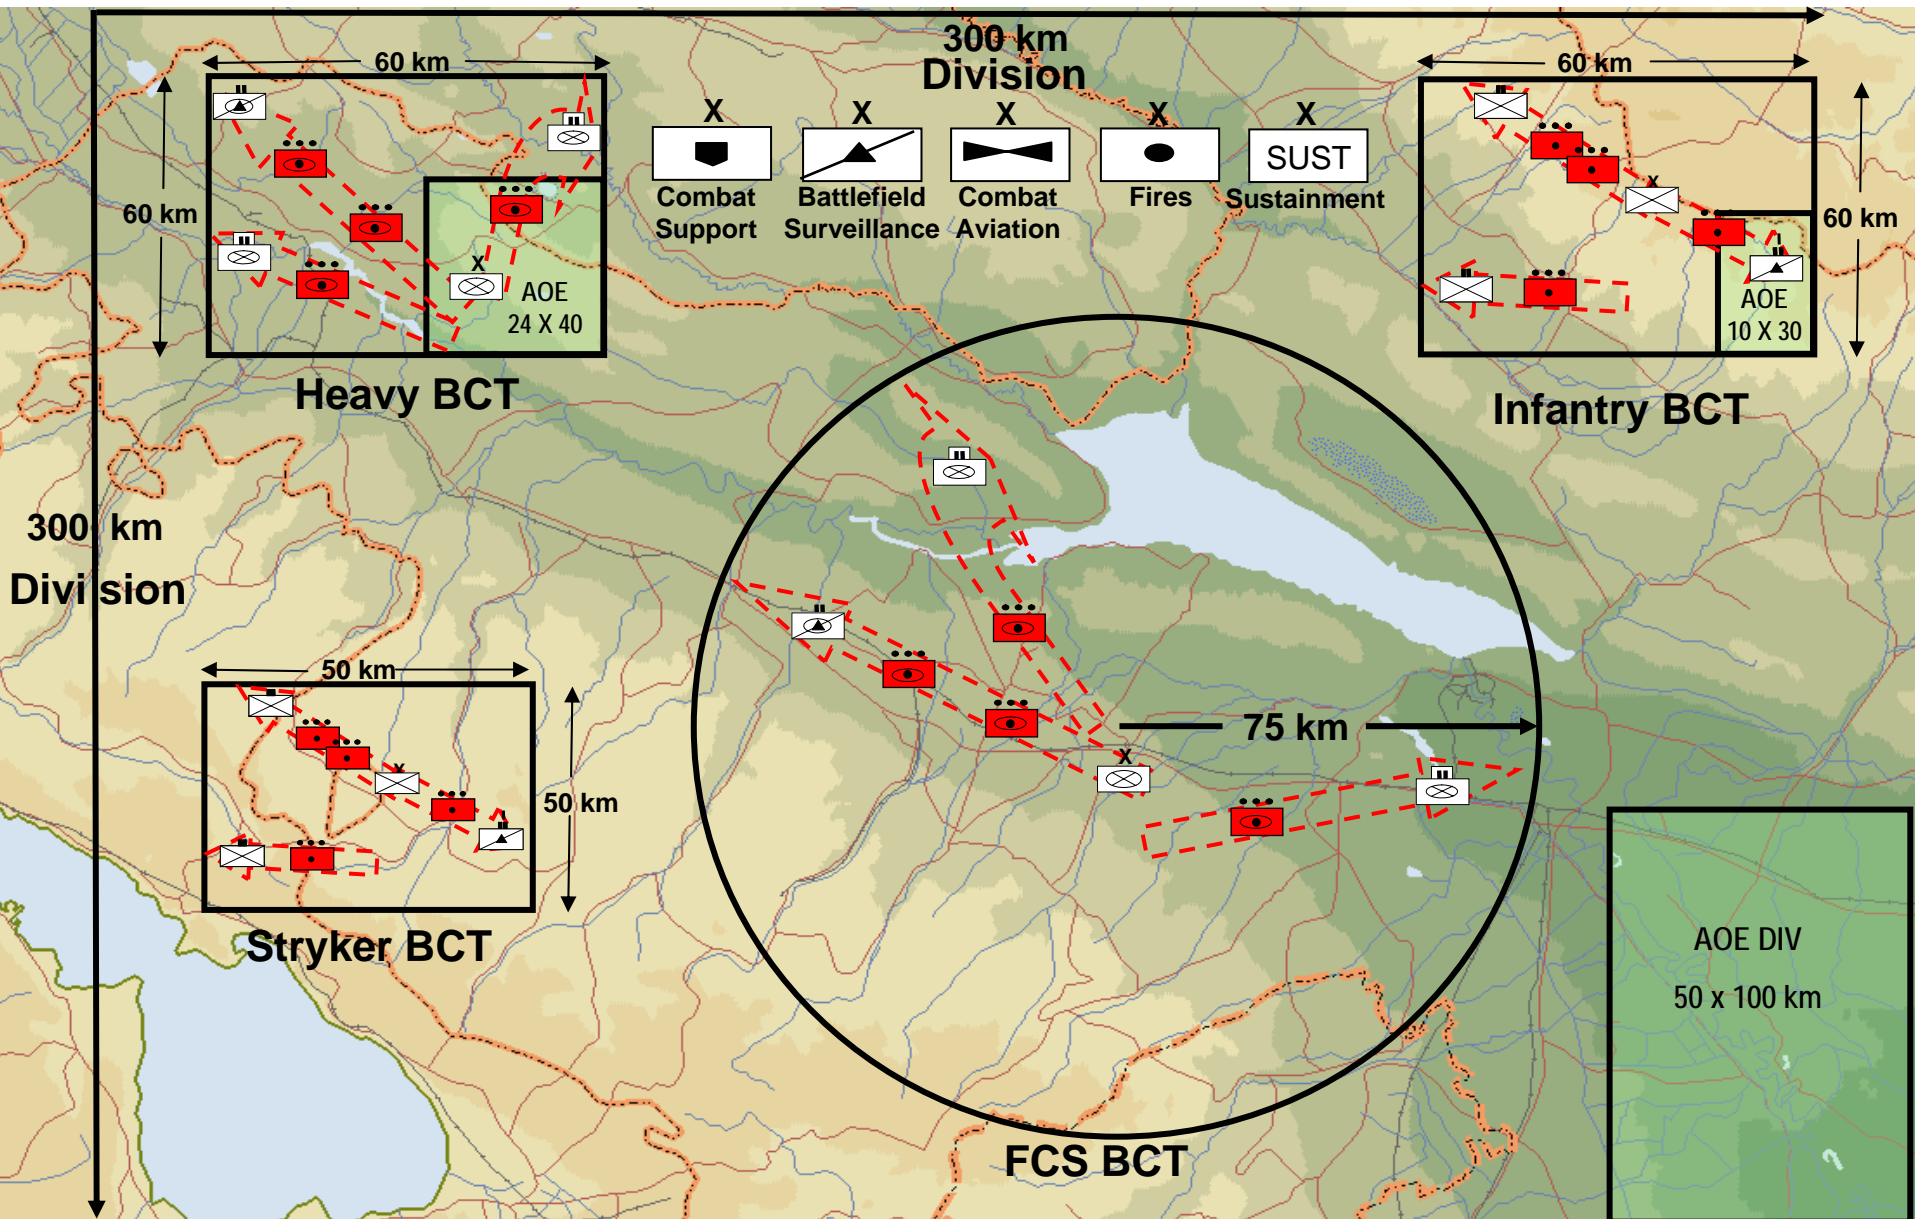 300 km
Division
60 km
60 km
X
X
X
X
X
SUST
Combat
Support
Battlefield
Surveillance
Combat
Aviation
Fires
Sustainment
60 km
X
AOE
24 X 40
Heavy BCT
60 km
X
AOE
10 X 30
Infantry BCT
300 km
Division
50 km
X
50 km
Stryker BCT
75 km
X
FCS BCT
AOE DIV
50 x 100 km